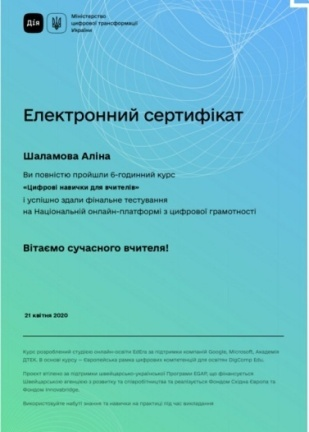 Дія
Міністерство
цифрової трансформації
України
Електронний сертифікат
Шаламова Аліна
Ви повністю пройшли 6-годинний курс
«Цифрові навички для вчителів»
і успішно здали фінальне тестування
на Національній онлайн-платформі з цифрової грамотності
Вітаємо сучасного вчителя!
21 квітня 2020
Курс розроблений студією онлайн-освіти EdEra за підтримки компаній Google, Microsoft, Академія
ДТЕК. В основі курсу — Європейська рамка цифрових компетенцій для освітян DigComp Edu.
Проєкт втілено за підтримки швейцарсько-української Програми EGAP, що фінансується
Швейцарською агенцією з розвитку та співробітництва та реалізується Фондом Східна Європа та
Фондом Innovabridge.
Використовуйте набуті знання та навички на практиці під час викладання.